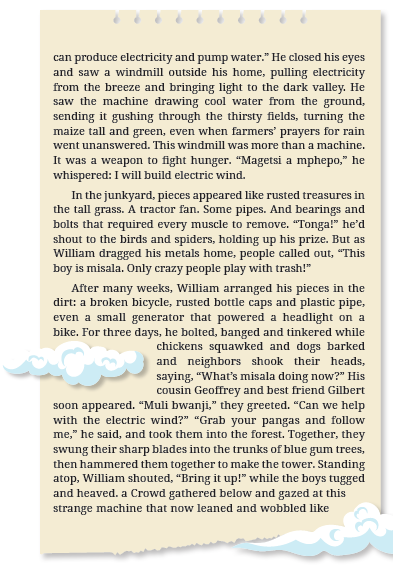 can produce electricity and pump water.” He closed his eyes
and saw a windmill outside his home, pulling electricity
from the breeze and bringing light to the dark valley. He
saw the machine drawing cool water from the ground,
sending it gushing through the thirsty fields, turning the
maize tall and green, even when farmers’ prayers for rain
went unanswered. This windmill was more than a machine.
It was a weapon to fight hunger. “Magetsi a mphepo,” he
whispered: I will build electric wind.
In the junkyard, pieces appeared like rusted treasures in
the tall grass. A tractor fan. Some pipes. And bearings and
bolts that required every muscle to remove. “Tonga!” he’d
shout to the birds and spiders, holding up his prize. But as
William dragged his metals home, people called out, “This
boy is misala. Only crazy people play with trash!”
After many weeks, William arranged his pieces in the
dirt: a broken bicycle, rusted bottle caps and plastic pipe,
even a small generator that powered a headlight on a
bike. For three days, he bolted, banged and tinkered while
chickens squawked and dogs barked
and neighbors shook their heads,
saying, “What’s misala doing now?” His
cousin Geoffrey and best friend Gilbert
soon appeared. “Muli bwanji,” they greeted. “Can we help
with the electric wind?” “Grab your pangas and follow
me,” he said, and took them into the forest. Together, they
swung their sharp blades into the trunks of blue gum trees,
then hammered them together to make the tower. Standing
atop, William shouted, “Bring it up!” while the boys tugged
and heaved. a Crowd gathered below and gazed at this
strange machine that now leaned and wobbled like